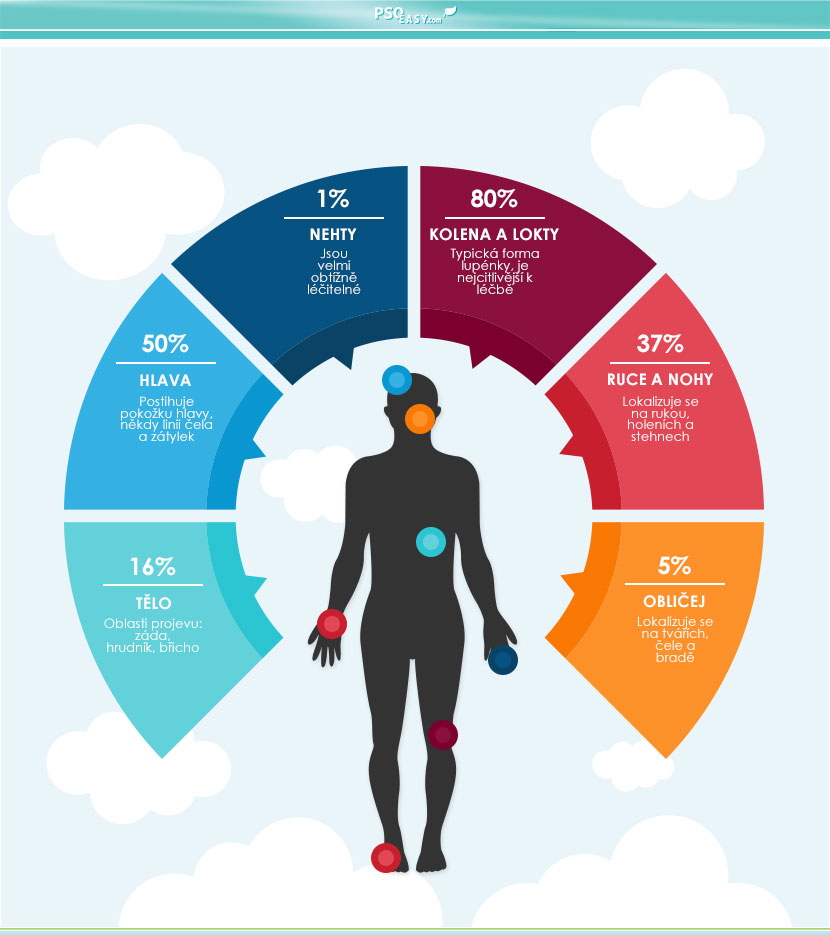 PSO
EASY.com
1%
NEHTY
Jsou
velmi
obtížně
léčitelné
80%
KOLENA A LOKTY
Typická forma
lupénky, je
nejcitlivější k
léčbě
50%
HLAVA
Postihuje
pokožku hlavy,
někdy linii čela
a zátylek
37%
RUCE A NOHY
Lokalizuje se
na rukou,
holeních a
stehnech
16%
TĚLO
Oblasti projevu:
záda,
hrudník, břicho
5%
OBLIČEJ
Lokalizuje se
na tvářích,
čele a
bradě